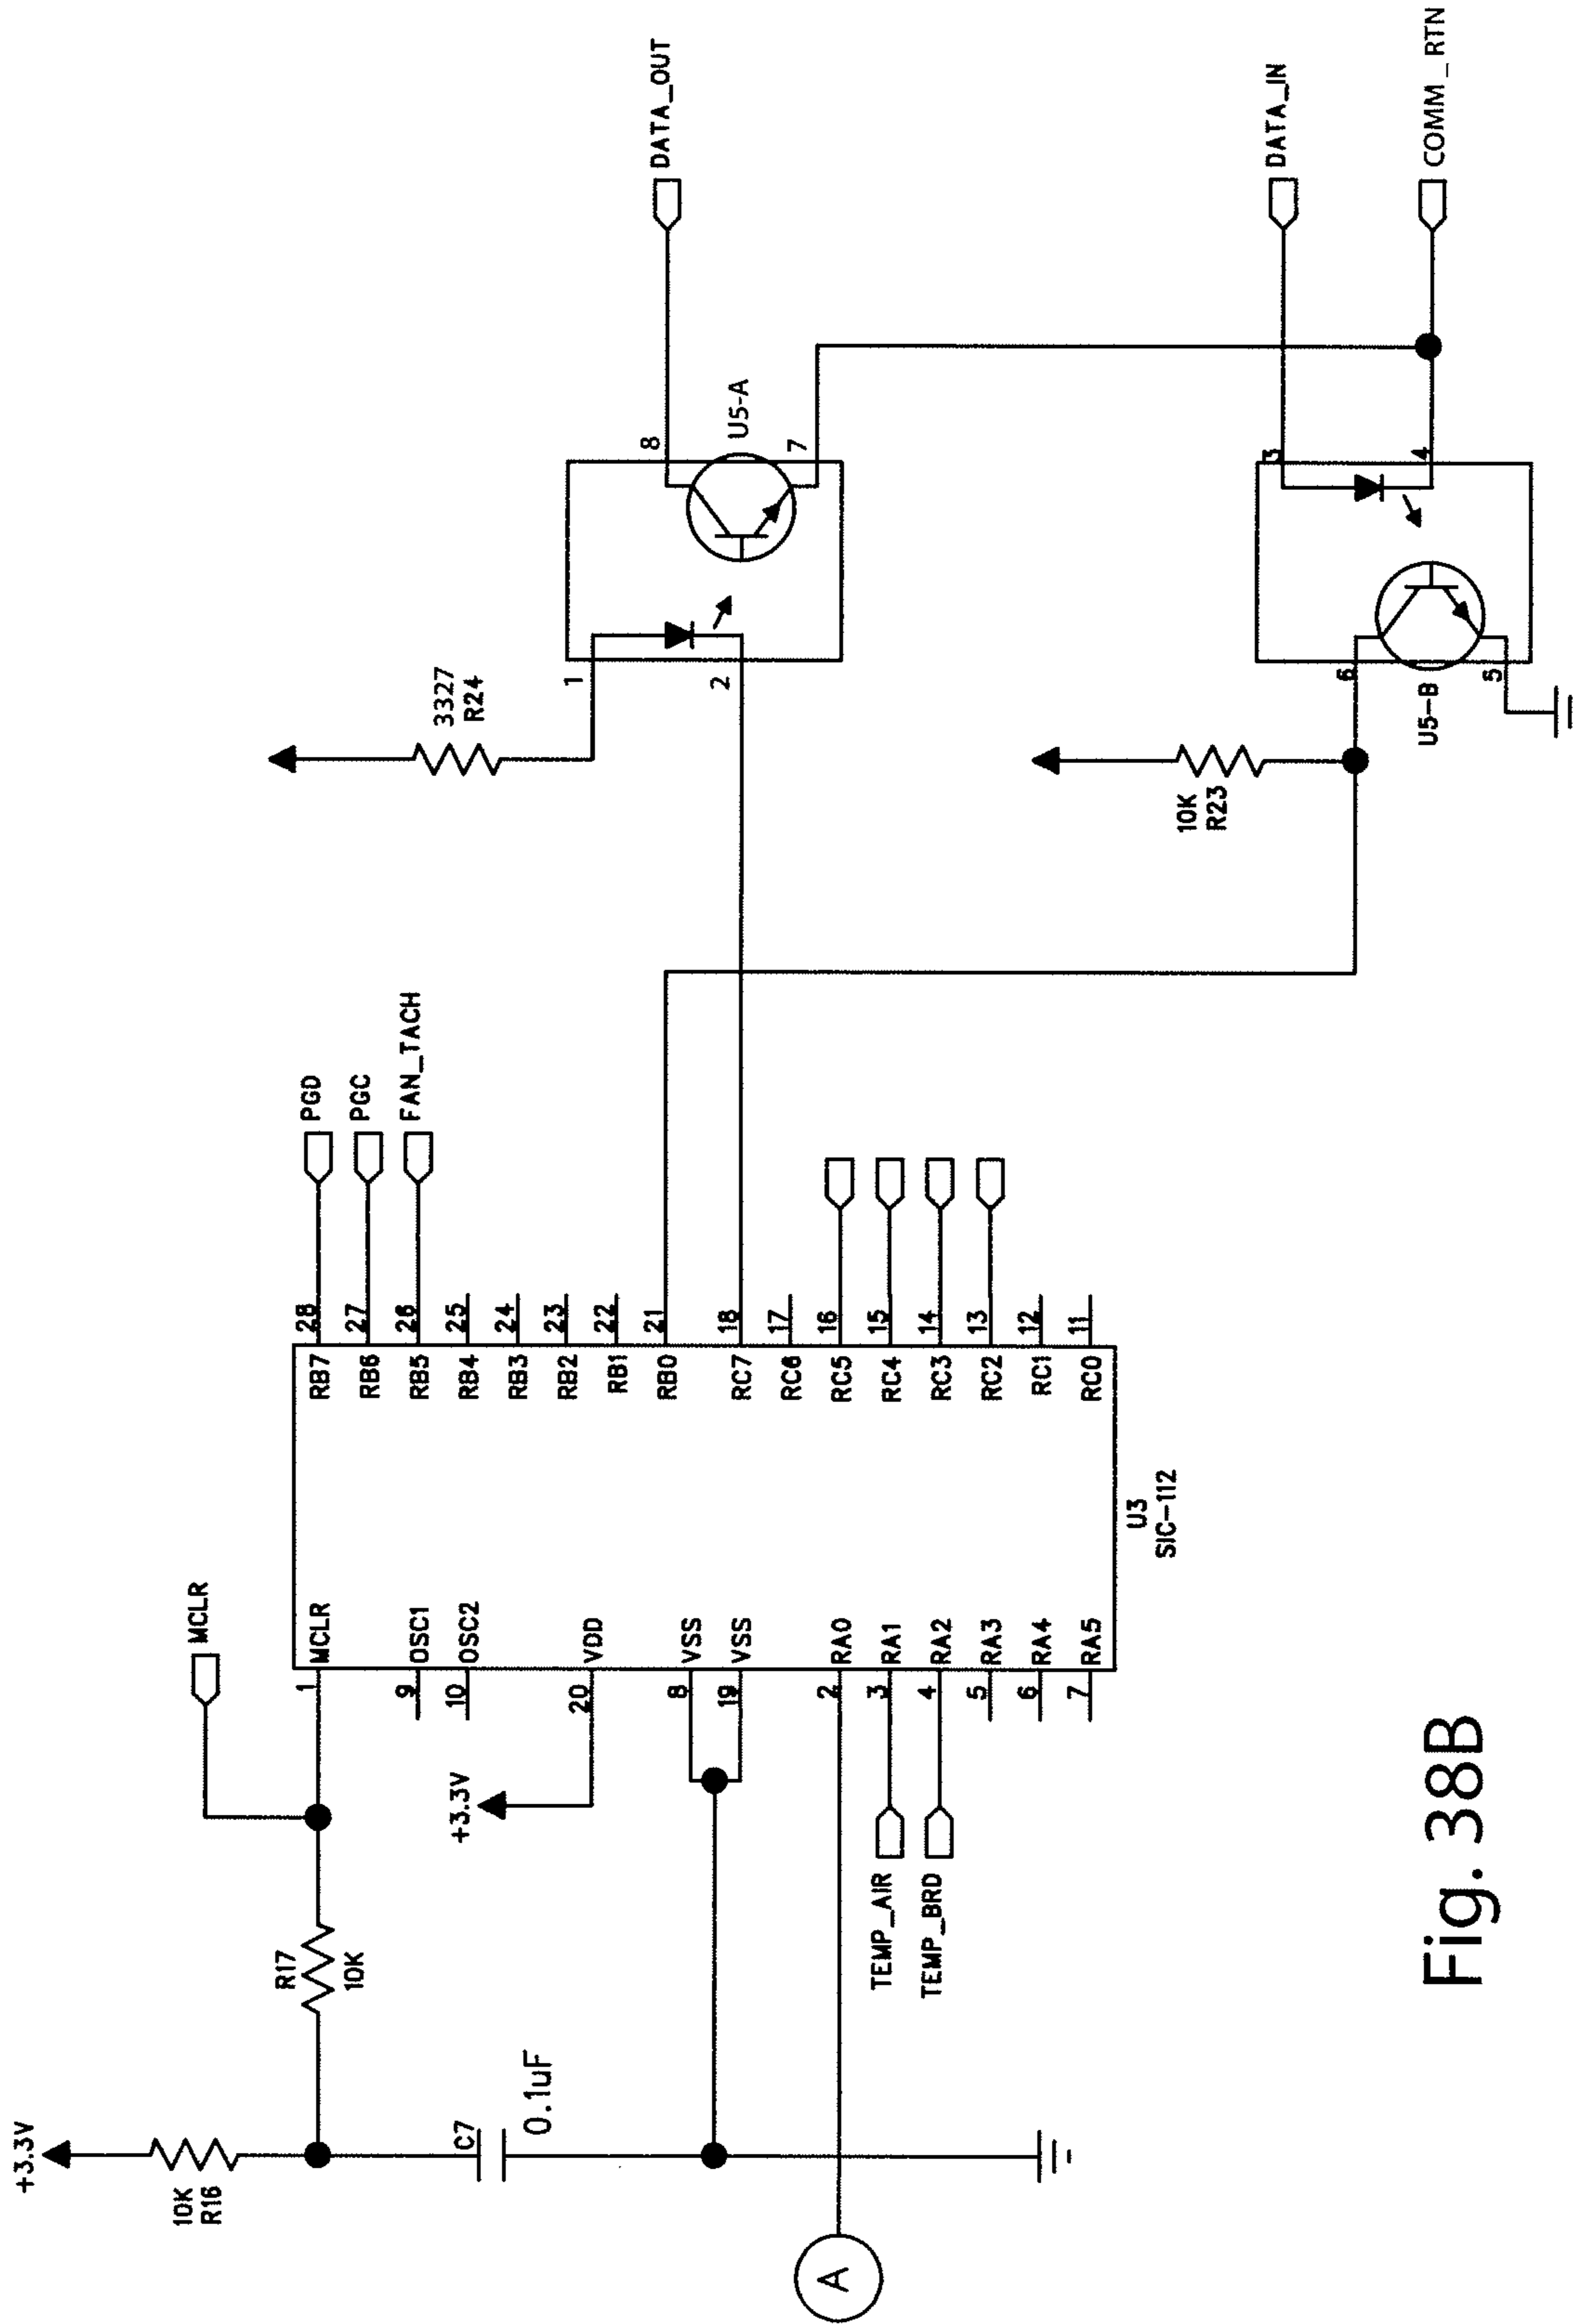 +3.3V
10K
R16
R17
10K
C7
0.1uF
A
MCLR
+3.3V
TEMP_AIR
TEMP_BRD
1
9
10
20
8
19
2
3
4
5
6
7
MCLR
OSC1
OSC2
VDD
VSS
VSS
RA0
RA1
RA2
RA3
RA4
RA5
U3
SIC-112
RB7
RB6
RB5
RB4
RB3
RB2
RB1
RB0
RC7
RC6
RC5
RC4
RC3
RC2
RC1
RC0
28
27
26
25
24
23
22
21
18
17
16
15
14
13
12
11
PGD
PGC
FAN_TACH
3327
R24
1
2
8
7
U5-A
DATA_OUT
10K
R23
6
5
U5-B
3
4
DATA_IN
COMM_RTN
Fig. 38B